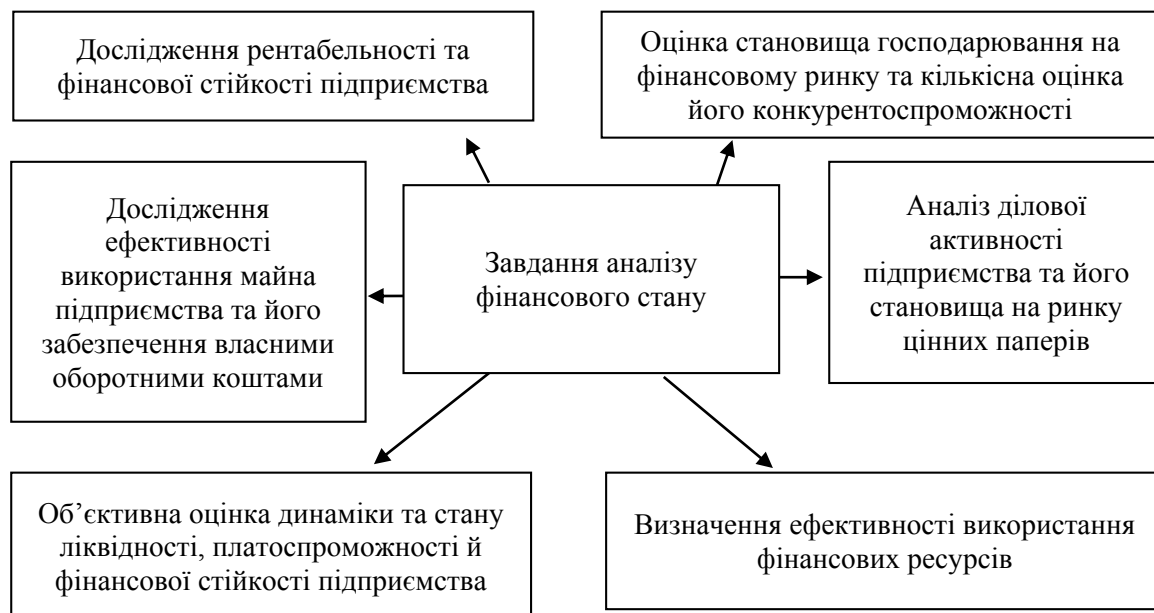 Дослідження рентабельності та
фінансової стійкості підприємства
Оцінка становища господарювання на
фінансовому ринку та кількісна оцінка
його конкурентоспроможності
Дослідження
ефективності
використання майна
підприємства та його
забезпечення власними
оборотними коштами
Завдання аналізу
фінансового стану
Аналіз ділової
активності
підприємства та його
становища на ринку
цінних паперів
Об’єктивна оцінка динаміки та стану
ліквідності, платоспроможності й
фінансової стійкості підприємства
Визначення ефективності використання
фінансових ресурсів